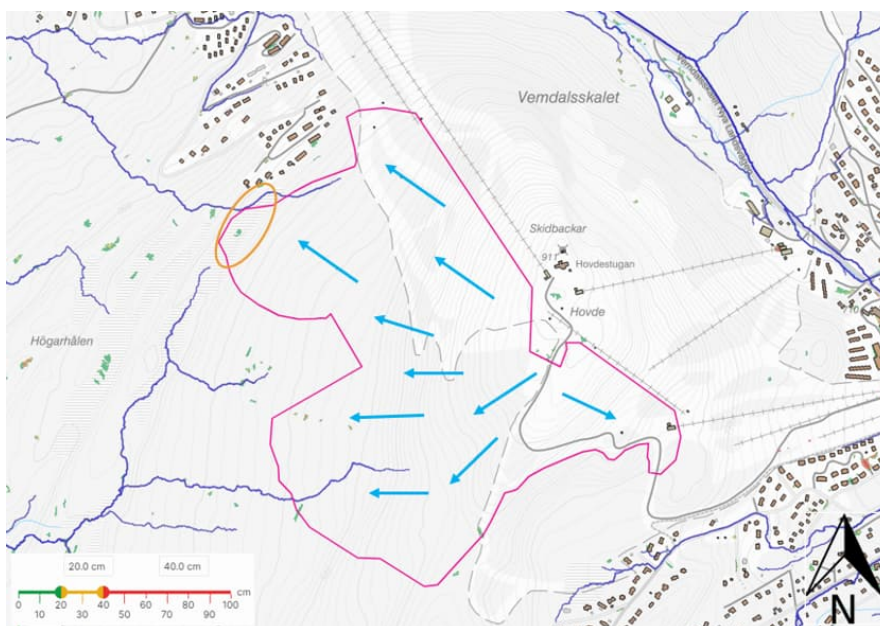 Vemdalsskalet
Skidbackar
911
Hovdestugan
Hovde
Högarhålen
710
20.0 cm 40.0 cm
cm
0 10 20 30 40 50 60 70 80 90 100
N